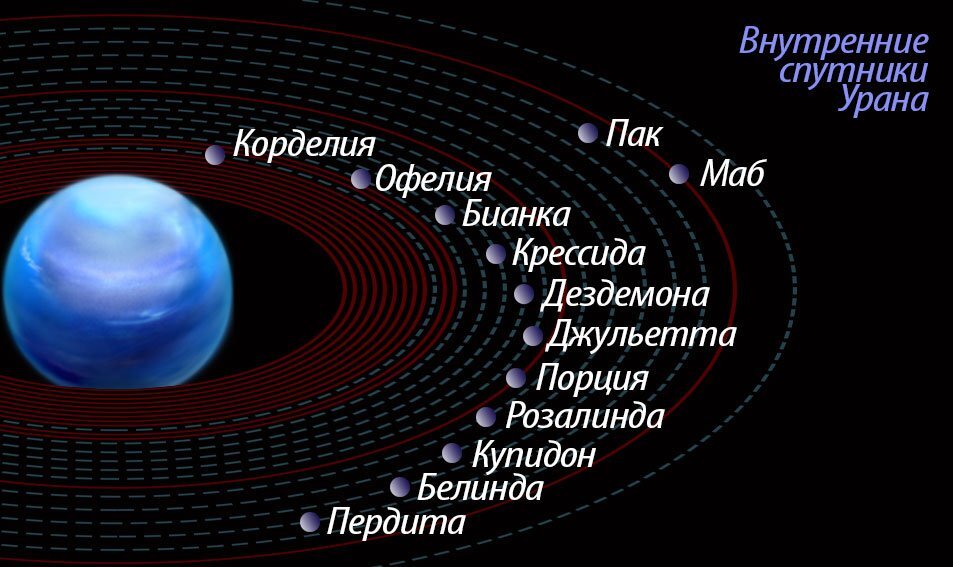 Внутренние
спутники
Урана
Пак
Корделия
Маб
Офелия
Бианка
Крессида
Дездемона
Джульетта
Порция
Розалинда
Купидон
Белинда
Пердита